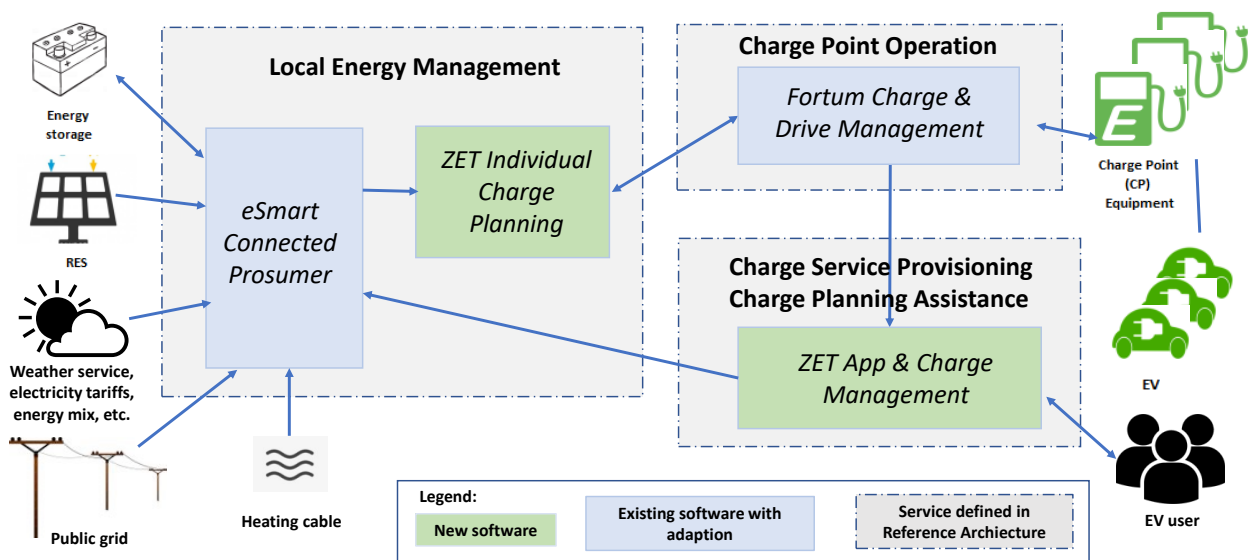 Local Energy Management
Charge Point Operation
Energy
storage
eSmart
Connected
Prosumer
ZET Individual
Charge
Planning
Fortum Charge &
Drive Management
E
Charge Point
(CP)
Equipment
RES
Weather service,
electricity tariffs,
energy mix, etc.
Charge Service Provisioning
Charge Planning Assistance
ZET App & Charge
Management
EV
Public grid
Heating cable
EV user
Legend:
New software
Existing software with
adaption
Service defined in
Reference Archiecture